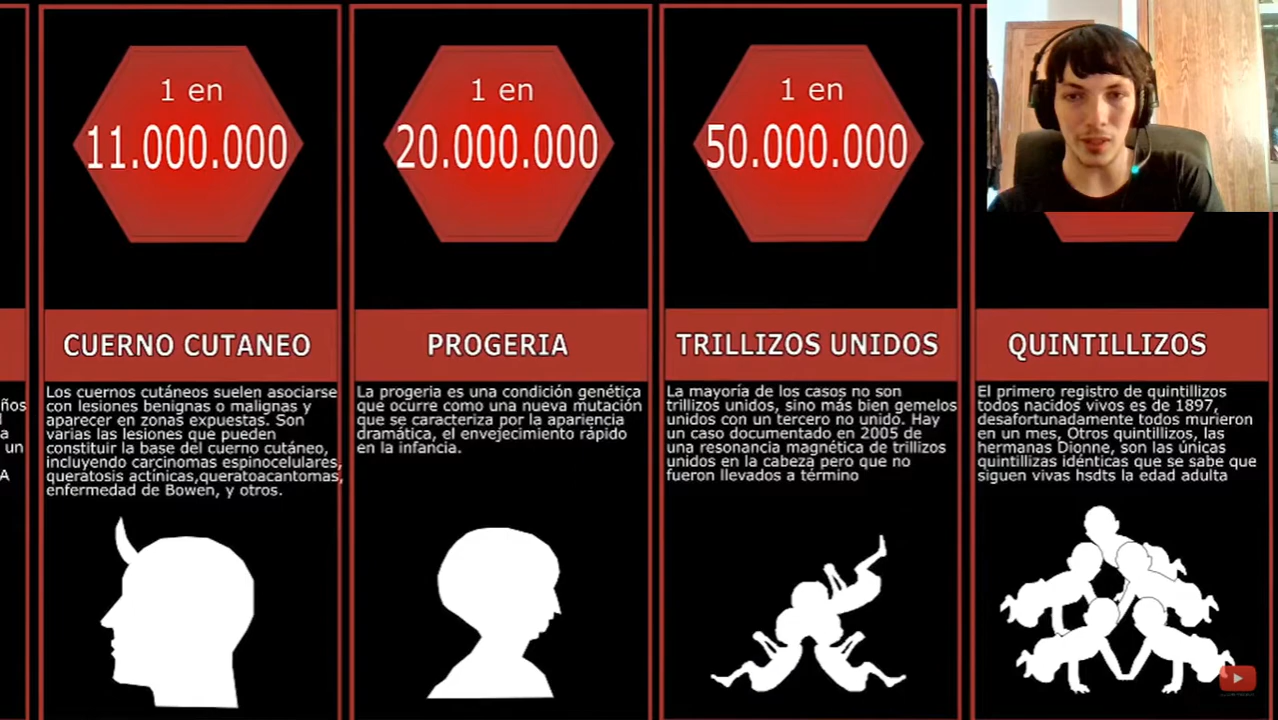 1 en
11.000.000
CUERNO CUTANEO
Los cuernos cutáneos suelen asociarse
con lesiones benignas o malignas y
aparecer en zonas expuestas. Son
varias las lesiones que pueden
constituir la base del cuerno cutáneo,
incluyendo carcinomas espinocelulares,
queratosis actínicas,queratoacantomas,
enfermedad de Bowen, y otros.
1 en
20.000.000
PROGERIA
La progeria es una condición genética
que ocurre como una nueva mutación
que se caracteriza por la apariencia
dramática, el envejecimiento rápido
en la infancia.
1 en
50.000.000
TRILLIZOS UNIDOS
La mayoría de los casos no son
trillizos unidos, sino más bien gemelos
unidos con un tercero no unido. Hay
un caso documentado en 2005 de
una resonancia magnética de trillizos
unidos en la cabeza pero que no
fueron llevados a término
QUINTILLIZOS
El primero registro de quintillizos
todos nacidos vivos es de 1897,
desafortunadamente todos murieron
en un mes, Otros quintillizos, las
hermanas Dionne, son las únicas
quintillizas idénticas que se sabe que
siguen vivas hsdts la edad adulta